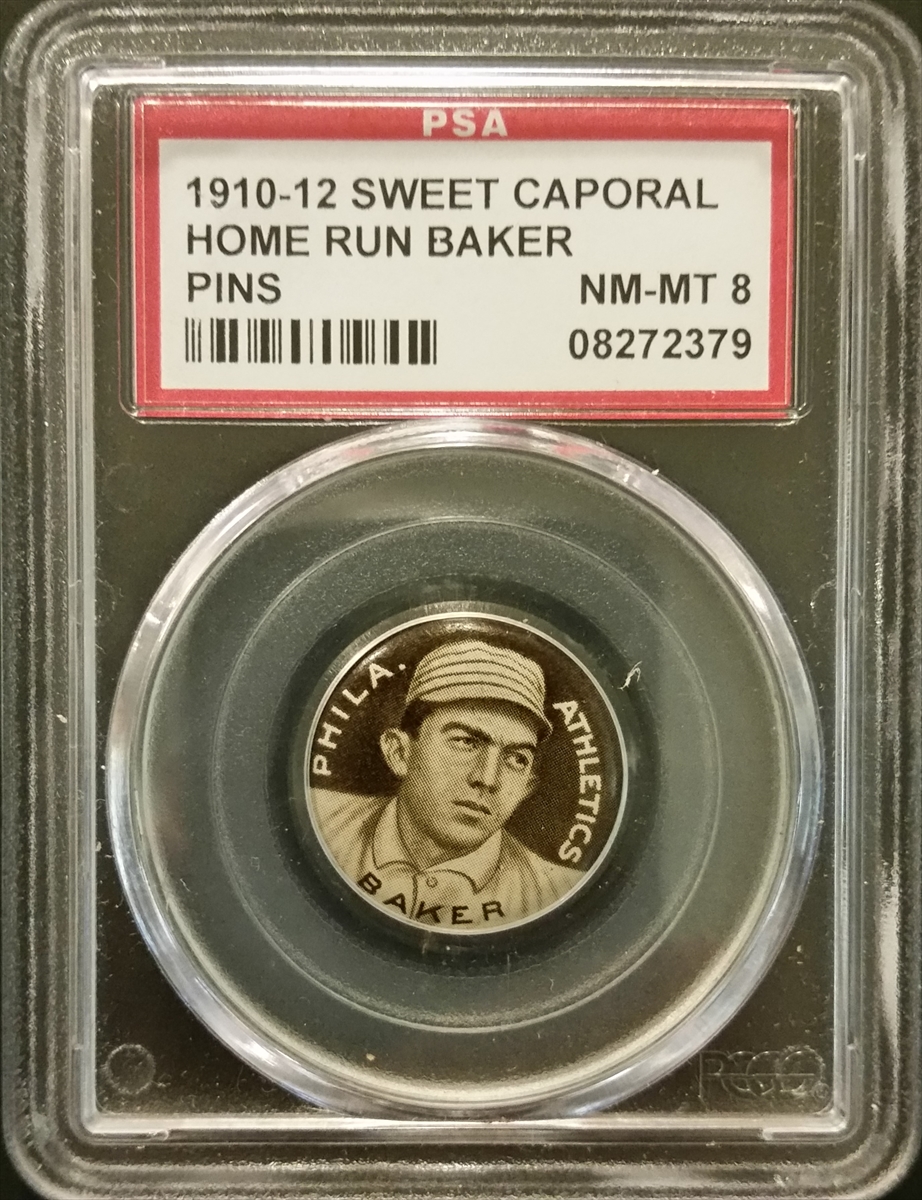 PSA
1910-12 SWEET CAPORAL
HOME RUN BAKER
PINS NM-MT 8
08272379
PHILA.
ATHLETICS
BAKER